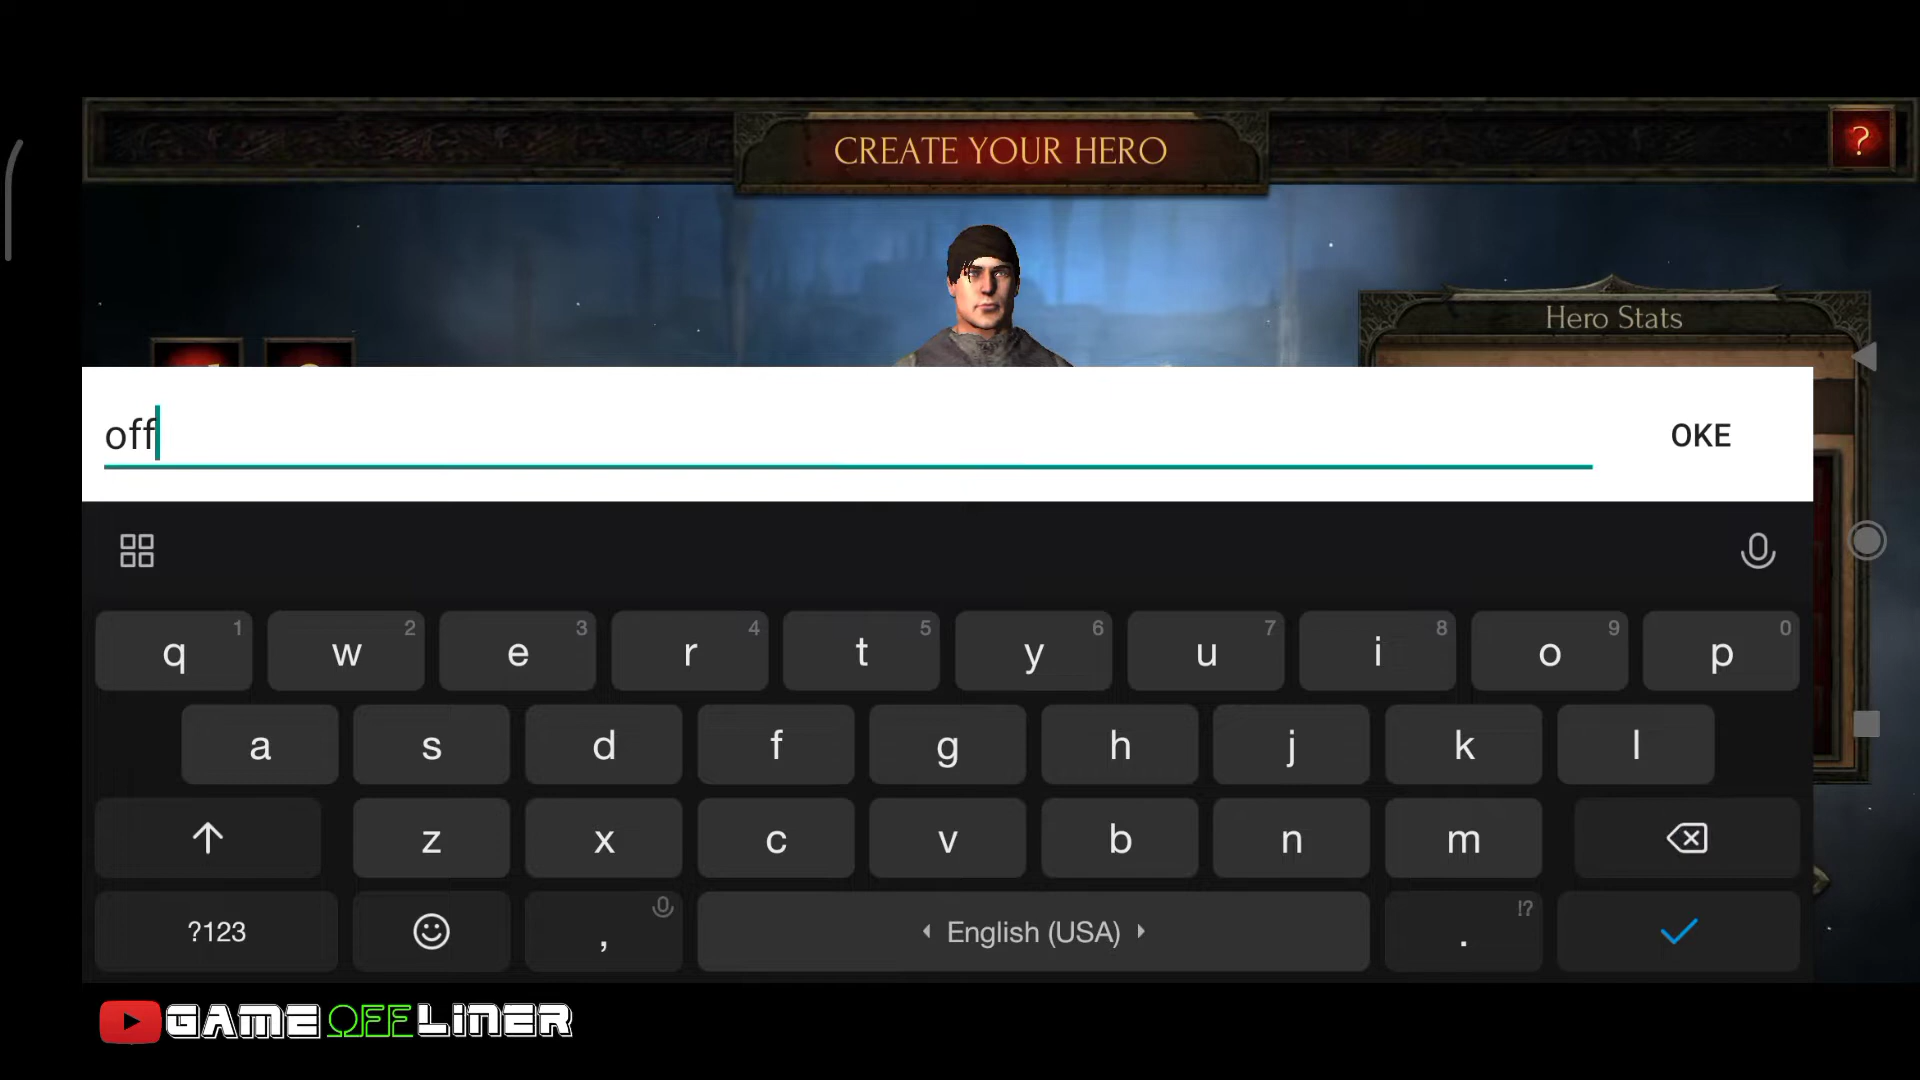 CREATE YOUR HERO
?
Hero Stats
off
OKE
q 1 w 2 e 3 r 4 t 5 y 6 u 7 i 8 o 9 p 0
a s d f g h j k l
z x c v b n m
?123 , English (USA) . !?
GAME OFFLINER